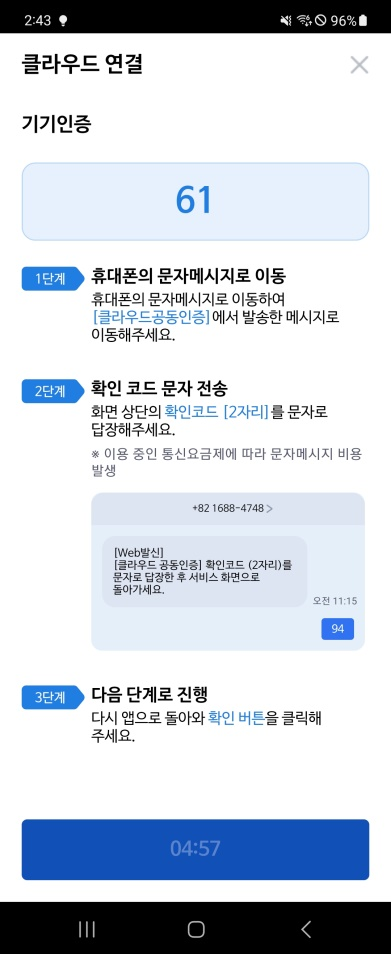 2:43
96%
클라우드 연결
기기인증
61
1단계
휴대폰의 문자메시지로 이동
휴대폰의 문자메시지로 이동하여
[클라우드공동인증]에서 발송한 메시지로
이동해주세요.
2단계
확인 코드 문자 전송
화면 상단의 확인코드 [2자리]를 문자로
답장해주세요.
※ 이용 중인 통신요금제에 따라 문자메시지 비용
발생
+82 1688-4748 >
[Web발신]
[클라우드 공동인증] 확인코드 (2자리)를
문자로 답장한 후 서비스 화면으로
돌아가세요.
오전 11:15
94
3단계
다음 단계로 진행
다시 앱으로 돌아와 확인 버튼을 클릭해
주세요.
04:57